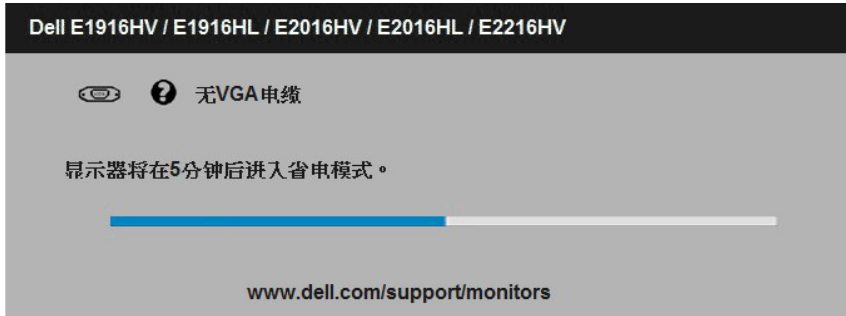 Dell E1916HV / E1916HL / E2016HV / E2016HL / E2216HV
无VGA电缆
显示器将在5分钟后进入省电模式。
www.dell.com/support/monitors